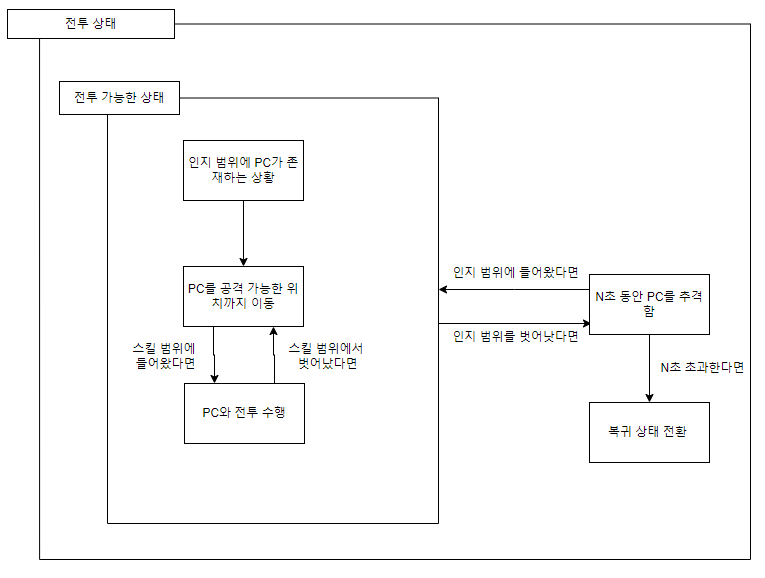 전투 상태
전투 가능한 상태
인지 범위에 PC가 존
재하는 상황
PC를 공격 가능한 위
치까지 이동
스킬 범위에
들어왔다면
스킬 범위에서
벗어났다면
PC와 전투 수행
인지 범위에 들어왔다면
인지 범위를 벗어낫다면
N초 동안 PC를 추격
함
N초 초과한다면
복귀 상태 전환